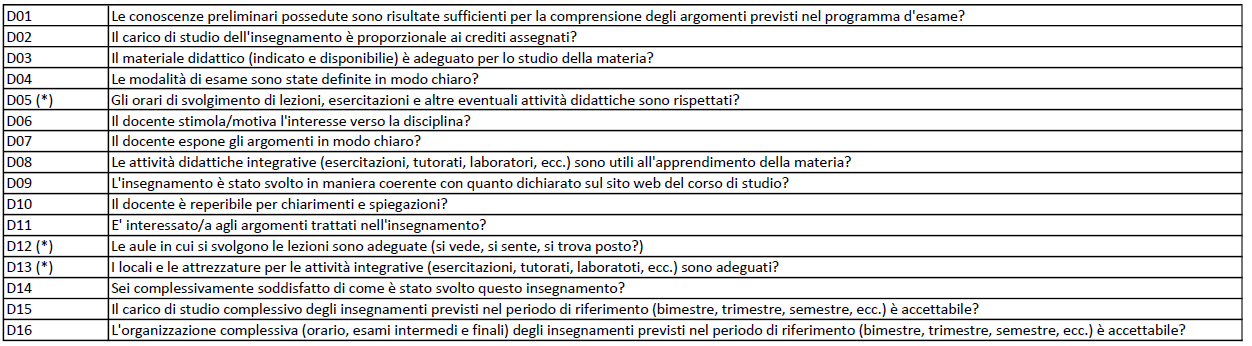 D01 Le conoscenze preliminari possedute sono risultate sufficienti per la comprensione degli argomenti previsti nel programma d'esame?
D02 Il carico di studio dell'insegnamento è proporzionale ai crediti assegnati?
D03 Il materiale didattico (indicato e disponibilie) è adeguato per lo studio della materia?
D04 Le modalità di esame sono state definite in modo chiaro?
D05 (*) Gli orari di svolgimento di lezioni, esercitazioni e altre eventuali attività didattiche sono rispettati?
D06 Il docente stimola/motiva l'interesse verso la disciplina?
D07 Il docente espone gli argomenti in modo chiaro?
D08 Le attività didattiche integrative (esercitazioni, tutorati, laboratori, ecc.) sono utili all'apprendimento della materia?
D09 L'insegnamento è stato svolto in maniera coerente con quanto dichiarato sul sito web del corso di studio?
D10 Il docente è reperibile per chiarimenti e spiegazioni?
D11 E' interessato/a agli argomenti trattati nell'insegnamento?
D12 (*) Le aule in cui si svolgono le lezioni sono adeguate (si vede, si sente, si trova posto?)
D13 (*) I locali e le attrezzature per le attività integrative (esercitazioni, tutorati, laboratoti, ecc.) sono adeguati?
D14 Sei complessivamente soddisfatto di come è stato svolto questo insegnamento?
D15 Il carico di studio complessivo degli insegnamenti previsti nel periodo di riferimento (bimestre, trimestre, semestre, ecc.) è accettabile?
D16 L'organizzazione complessiva (orario, esami intermedi e finali) degli insegnamenti previsti nel periodo di riferimento (bimestre, trimestre, semestre, ecc.) è accettabile?